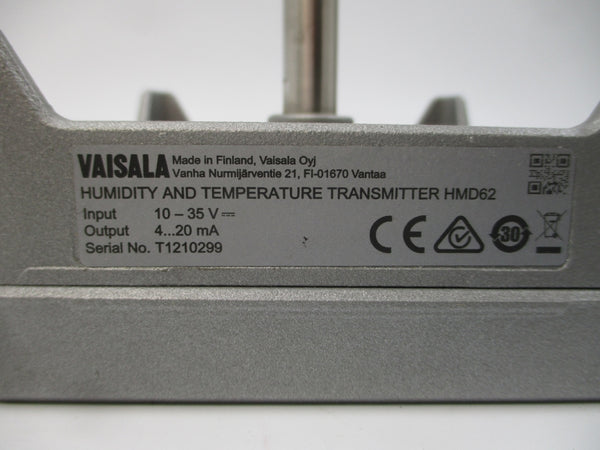 VAISALA Made in Finland, Vaisala Oyj
Vanha Nurmijärventie 21, FI-01670 Vantaa
HUMIDITY AND TEMPERATURE TRANSMITTER HMD62
Input 10 – 35 V ⎓
Output 4...20 mA
Serial No. T1210299
CE 30